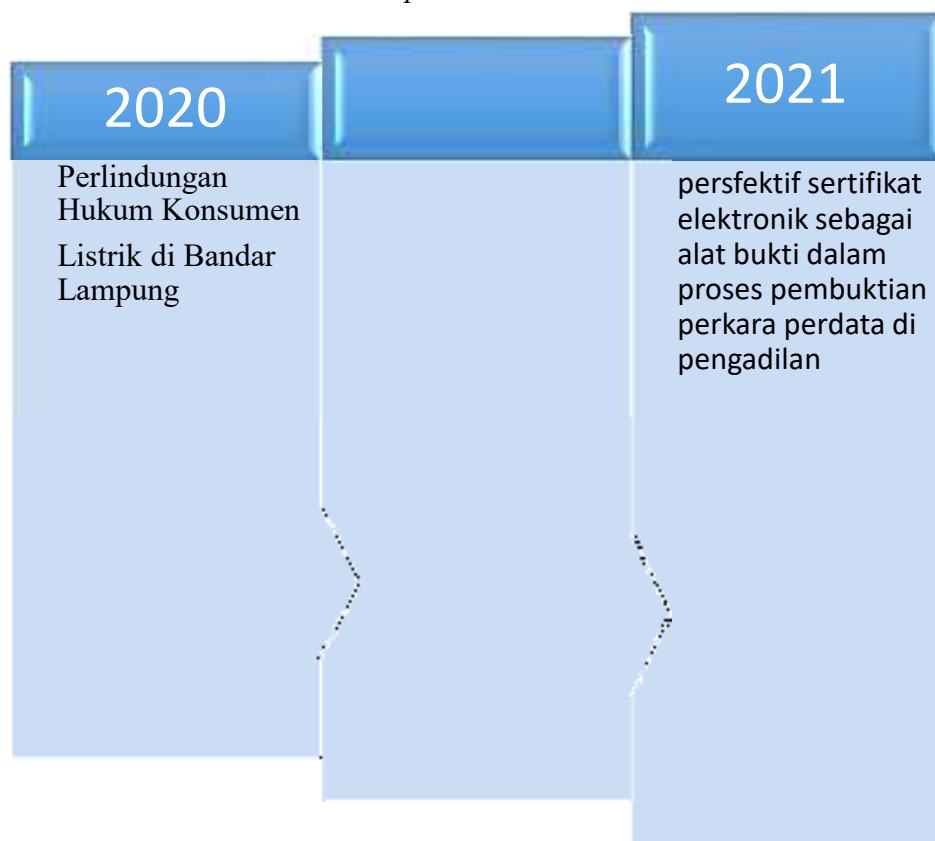 2020
Perlindungan
Hukum Konsumen
Listrik di Bandar
Lampung
2021
persfektif sertifikat
elektronik sebagai
alat bukti dalam
proses pembuktian
perkara perdata di
pengadilan